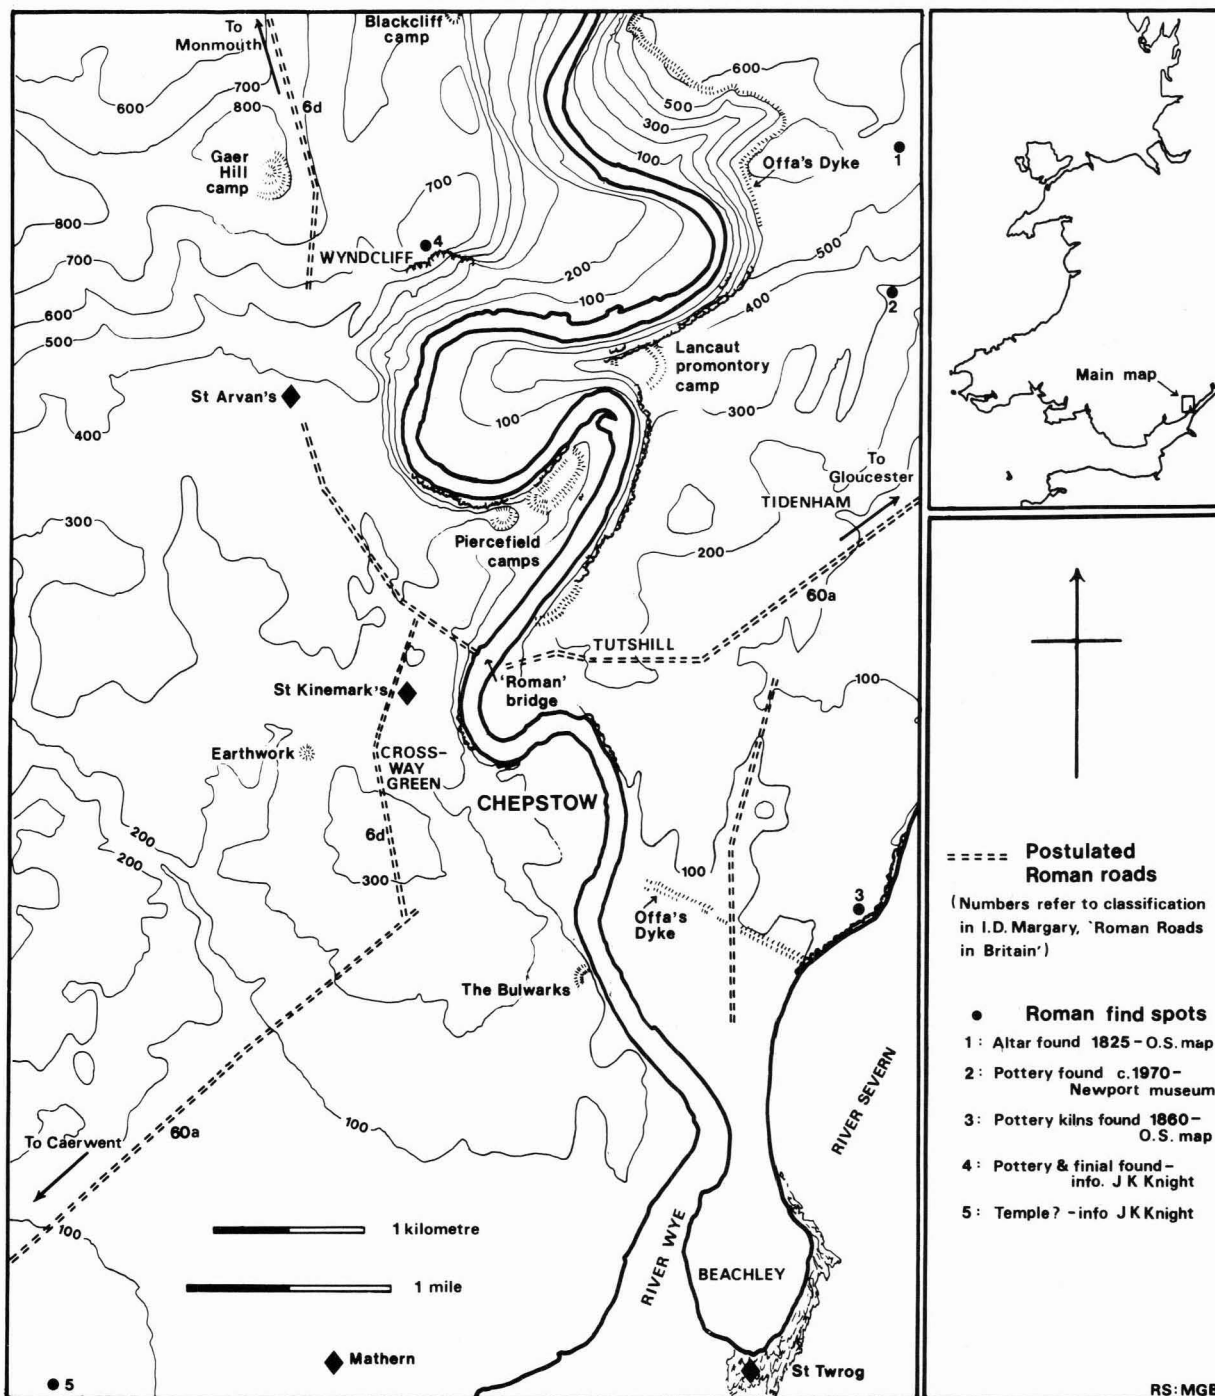 To
Monmouth
Blackcliff
camp
600
700
800
6d
Gaer
Hill
camp
600
500
300
100
Offa's Dyke
1
700
800
4
WYNDCLIFF
700
500
200
100
400
2
600
500
Lancaut
promontory
camp
St Arvan's
100
300
400
To
Gloucester
TIDENHAM
300
Piercefield
camps
200
60a
TUTSHILL
St Kinemark's
'Roman'
bridge
100
Earthwork
CROSS-
WAY
GREEN
CHEPSTOW
200
200
6d
300
100
3
Offa's
Dyke
The Bulwarks
RIVER SEVERN
100
60a
To Caerwent
100
1 kilometre
1 mile
RIVER WYE
BEACHLEY
Mathern
St Twrog
5
Main map
Postulated
Roman roads
(Numbers refer to classification
in I.D. Margary, 'Roman Roads
in Britain')
Roman find spots
1: Altar found 1825 - O.S. map
2: Pottery found c.1970 -
Newport museum
3: Pottery kilns found 1860 -
O.S. map
4: Pottery & finial found -
info. J K Knight
5: Temple? - info J K Knight
RS:MGB